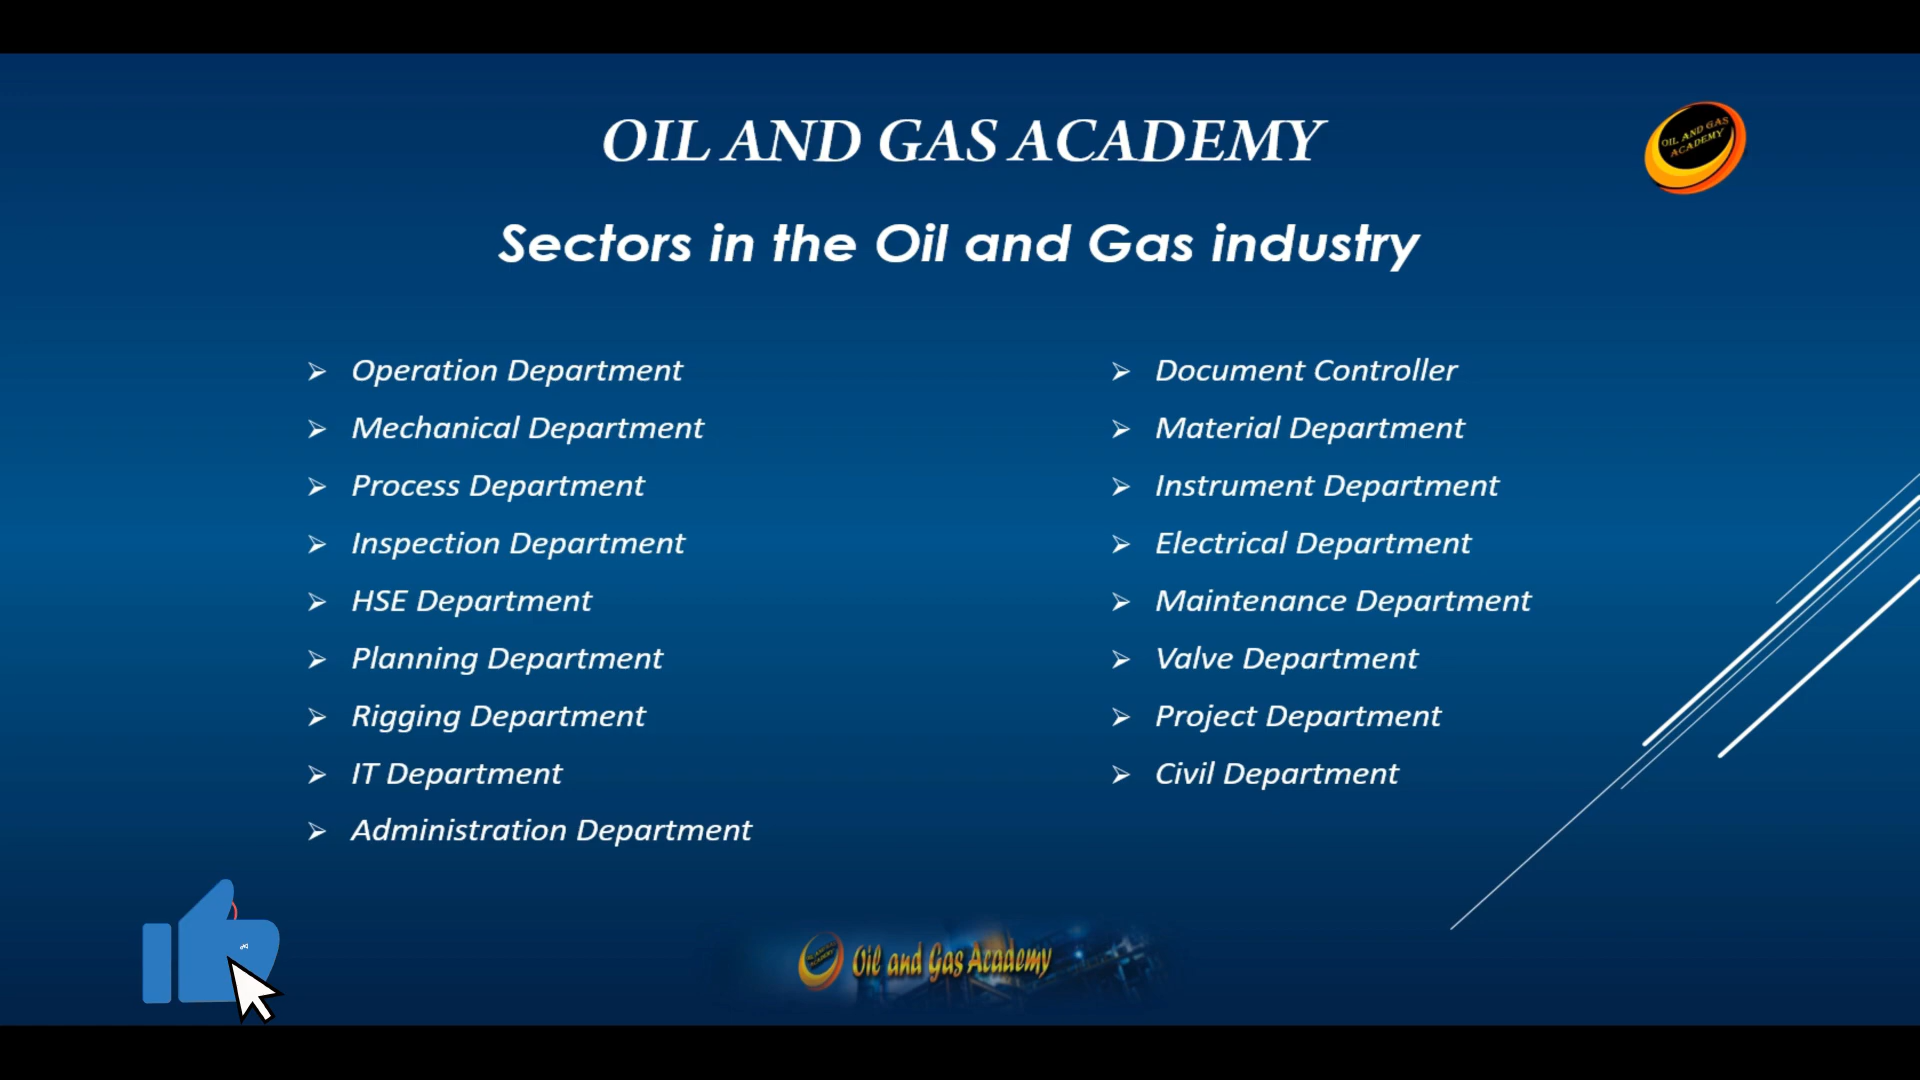 OIL AND GAS ACADEMY
OIL AND GAS
ACADEMY
Sectors in the Oil and Gas industry
Operation Department
Mechanical Department
Process Department
Inspection Department
HSE Department
Planning Department
Rigging Department
IT Department
Administration Department
Document Controller
Material Department
Instrument Department
Electrical Department
Maintenance Department
Valve Department
Project Department
Civil Department
Oil and Gas Academy